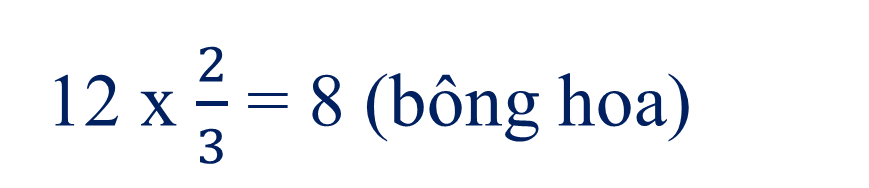 12 x 2/3 = 8 (bông hoa)